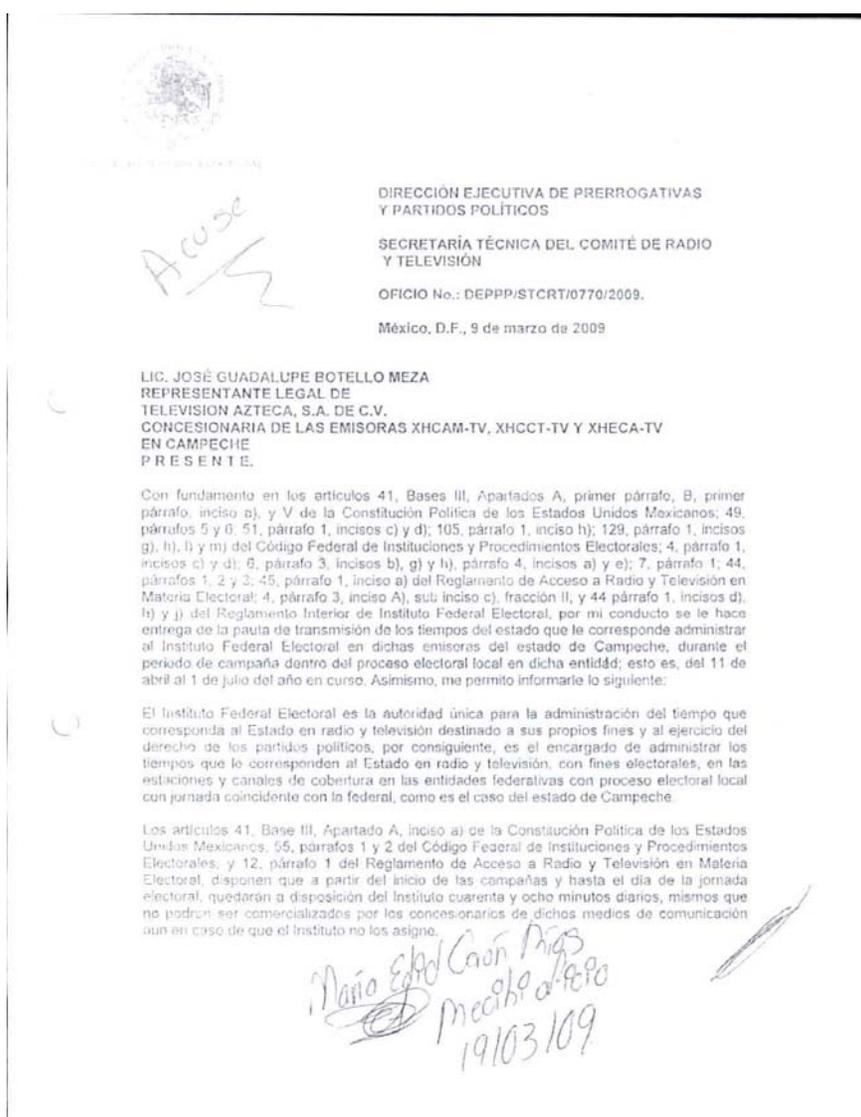 Acuse
DIRECCIÓN EJECUTIVA DE PRERROGATIVAS
Y PARTIDOS POLÍTICOS
SECRETARÍA TÉCNICA DEL COMITÉ DE RADIO
Y TELEVISIÓN
OFICIO No.: DEPPP/STCRT/0770/2009.
México, D.F., 9 de marzo de 2009
LIC. JOSÉ GUADALUPE BOTELLO MEZA
REPRESENTANTE LEGAL DE
TELEVISION AZTECA, S.A. DE C.V.
CONCESIONARIA DE LAS EMISORAS XHCAM-TV, XHCCT-TV Y XHECA-TV
EN CAMPECHE
P R E S E N T E.
Con fundamento en los artículos 41, Bases III, Apartados A, primer párrafo, B, primer
párrafo, inciso a), y V de la Constitución Política de los Estados Unidos Mexicanos; 49,
párrafos 5 y 6; 51, párrafo 1, incisos c) y d); 105, párrafo 1, inciso h); 129, párrafo 1, incisos
g), h), l) y m) del Código Federal de Instituciones y Procedimientos Electorales; 4, párrafo 1,
incisos c) y d); 6, párrafo 3, incisos b), g) y h), párrafo 4, incisos a) y e); 7, párrafo 1; 44,
párrafos 1, 2 y 3; 45, párrafo 1, inciso a) del Reglamento de Acceso a Radio y Televisión en
Materia Electoral; 4, párrafo 3, inciso A), sub inciso c), fracción II, y 44 párrafo 1, incisos d),
h) y j) del Reglamento Interior de Instituto Federal Electoral, por mi conducto se le hace
entrega de la pauta de transmisión de los tiempos del estado que le corresponde administrar
al Instituto Federal Electoral en dichas emisoras del estado de Campeche, durante el
periodo de campaña dentro del proceso electoral local en dicha entidad; esto es, del 11 de
abril al 1 de julio del año en curso. Asimismo, me permito informarle lo siguiente:
El Instituto Federal Electoral es la autoridad única para la administración del tiempo que
corresponda al Estado en radio y televisión destinado a sus propios fines y al ejercicio del
derecho de los partidos políticos, por consiguiente, es el encargado de administrar los
tiempos que le corresponden al Estado en radio y televisión, con fines electorales, en las
estaciones y canales de cobertura en las entidades federativas con proceso electoral local
con jornada coincidente con la federal, como es el caso del estado de Campeche.
Los artículos 41, Base III, Apartado A, inciso a) de la Constitución Política de los Estados
Unidos Mexicanos, 55, párrafos 1 y 2 del Código Federal de Instituciones y Procedimientos
Electorales, y 12, párrafo 1 del Reglamento de Acceso a Radio y Televisión en Materia
Electoral, disponen que a partir del inicio de las campañas y hasta el día de la jornada
electoral, quedarán a disposición del Instituto cuarenta y ocho minutos diarios, mismos que
no podrán ser comercializados por los concesionarios de dichos medios de comunicación
aun en caso de que el Instituto no los asigne.
19/03/09